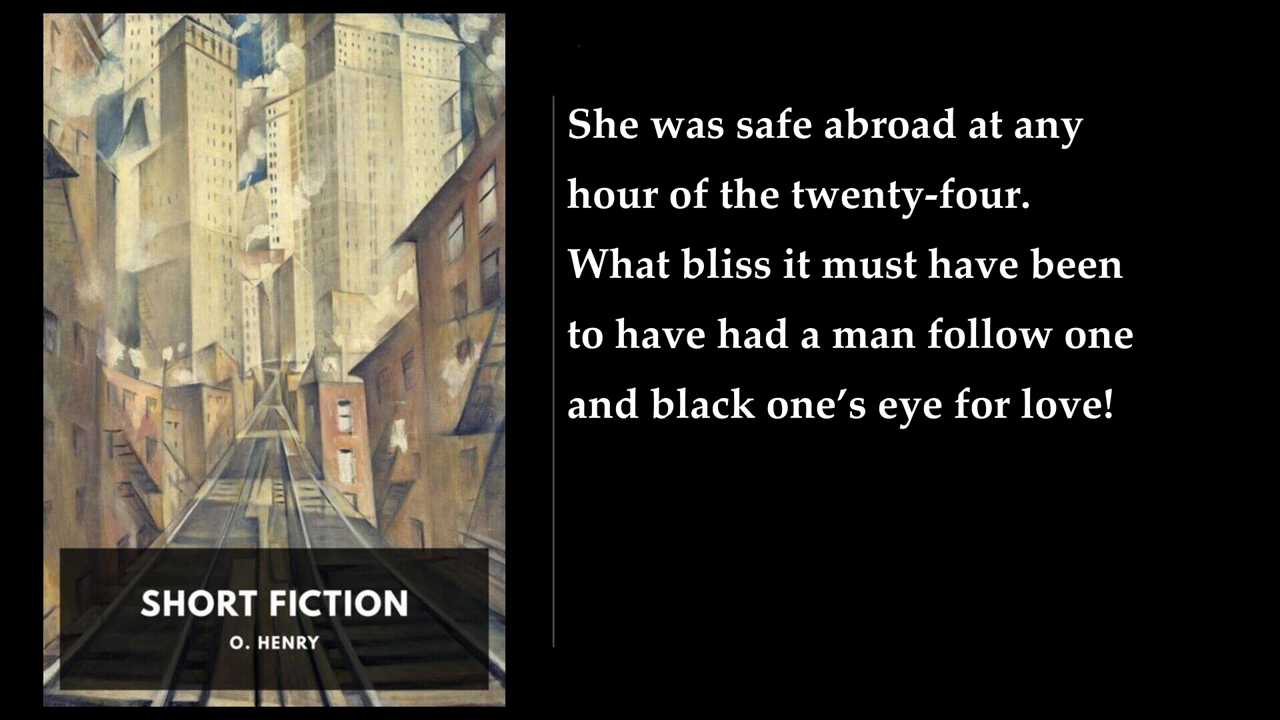 She was safe abroad at any
hour of the twenty-four.
What bliss it must have been
to have had a man follow one
and black one’s eye for love!
SHORT FICTION
O. HENRY